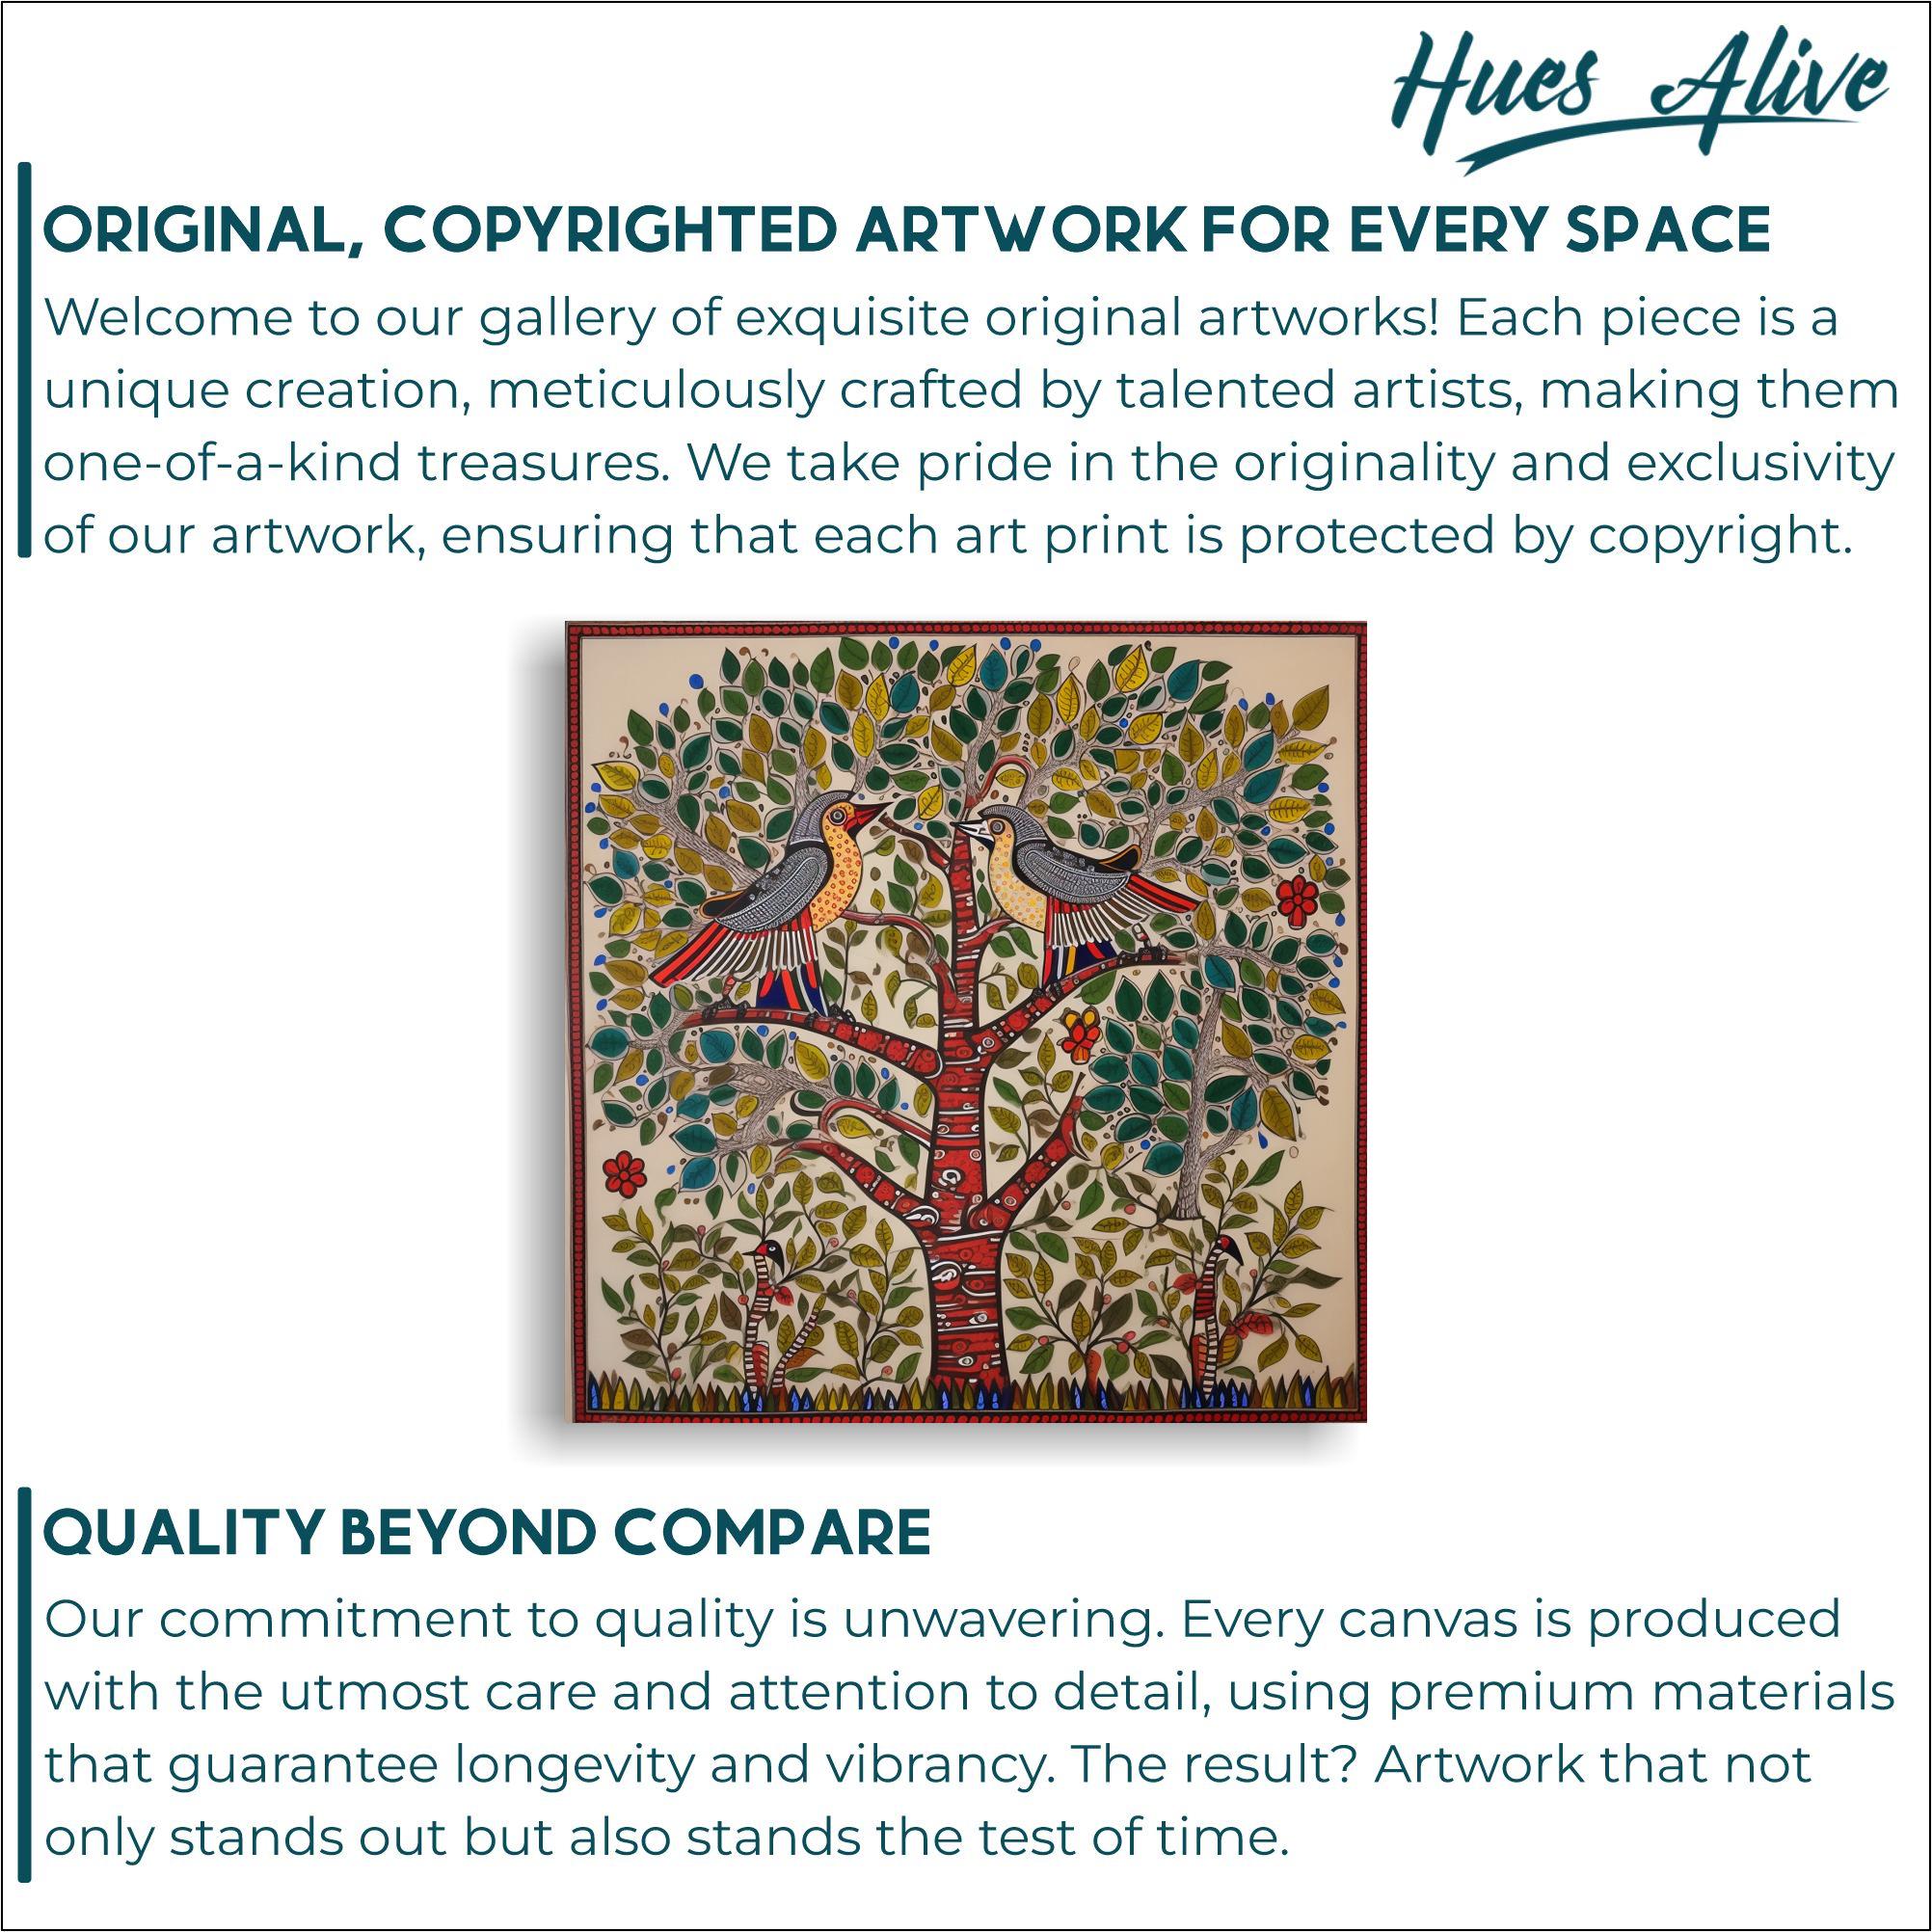 Hues Alive
ORIGINAL, COPYRIGHTED ARTWORK FOR EVERY SPACE
Welcome to our gallery of exquisite original artworks! Each piece is a
unique creation, meticulously crafted by talented artists, making them
one-of-a-kind treasures. We take pride in the originality and exclusivity
of our artwork, ensuring that each art print is protected by copyright.
QUALITY BEYOND COMPARE
Our commitment to quality is unwavering. Every canvas is produced
with the utmost care and attention to detail, using premium materials
that guarantee longevity and vibrancy. The result? Artwork that not
only stands out but also stands the test of time.